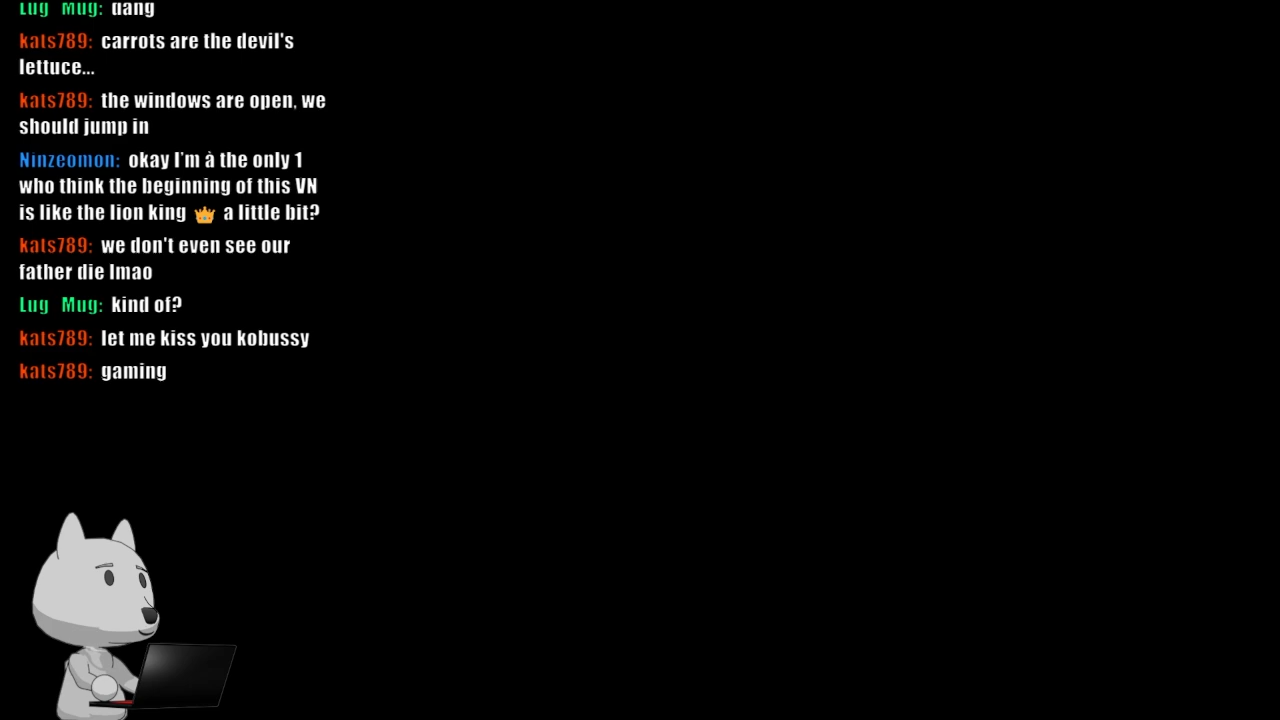 Lug Mug: dang
kats789: carrots are the devil's
lettuce...
kats789: the windows are open, we
should jump in
Ninzeomon: okay I'm à the only 1
who think the beginning of this VN
is like the lion king 👑 a little bit?
kats789: we don't even see our
father die lmao
Lug Mug: kind of?
kats789: let me kiss you kobussy
kats789: gaming